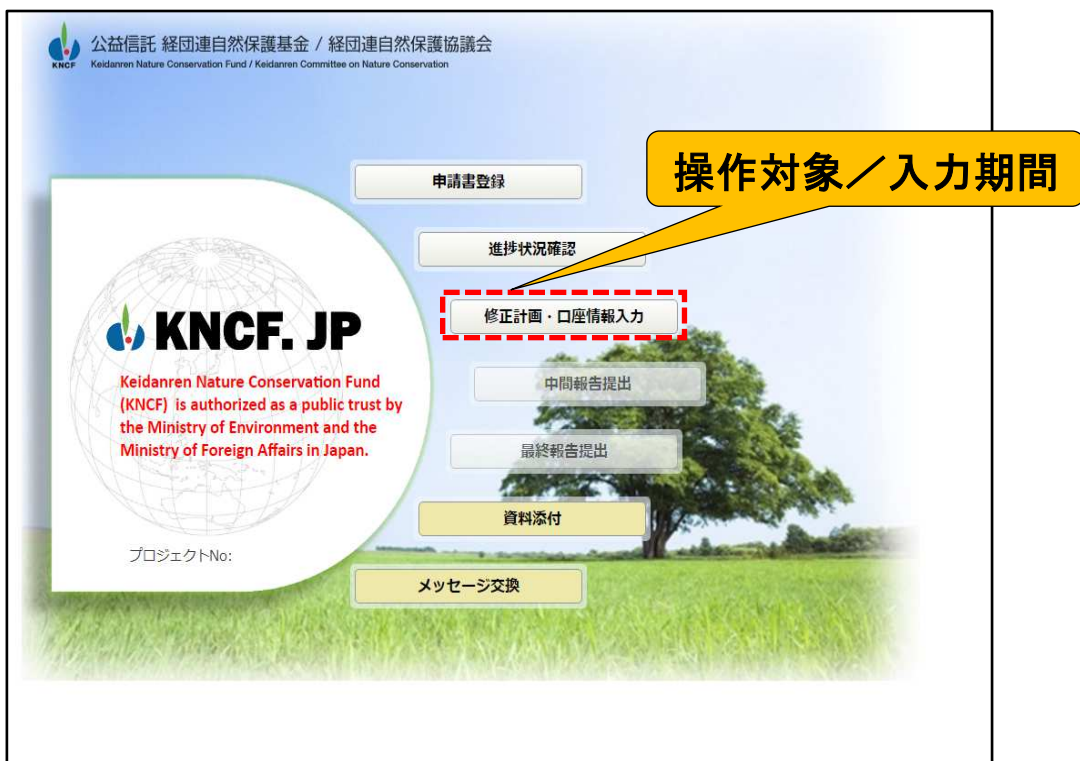 公益信託 経団連自然保護基金 / 経団連自然保護協議会
KNCF
Keidanren Nature Conservation Fund / Keidanren Committee on Nature Conservation
操作対象／入力期間
申請書登録
進捗状況確認
修正計画・口座情報入力
KNCF. JP
Keidanren Nature Conservation Fund
(KNCF) is authorized as a public trust by
the Ministry of Environment and the
Ministry of Foreign Affairs in Japan.
中間報告提出
最終報告提出
資料添付
プロジェクトNo:
メッセージ交換